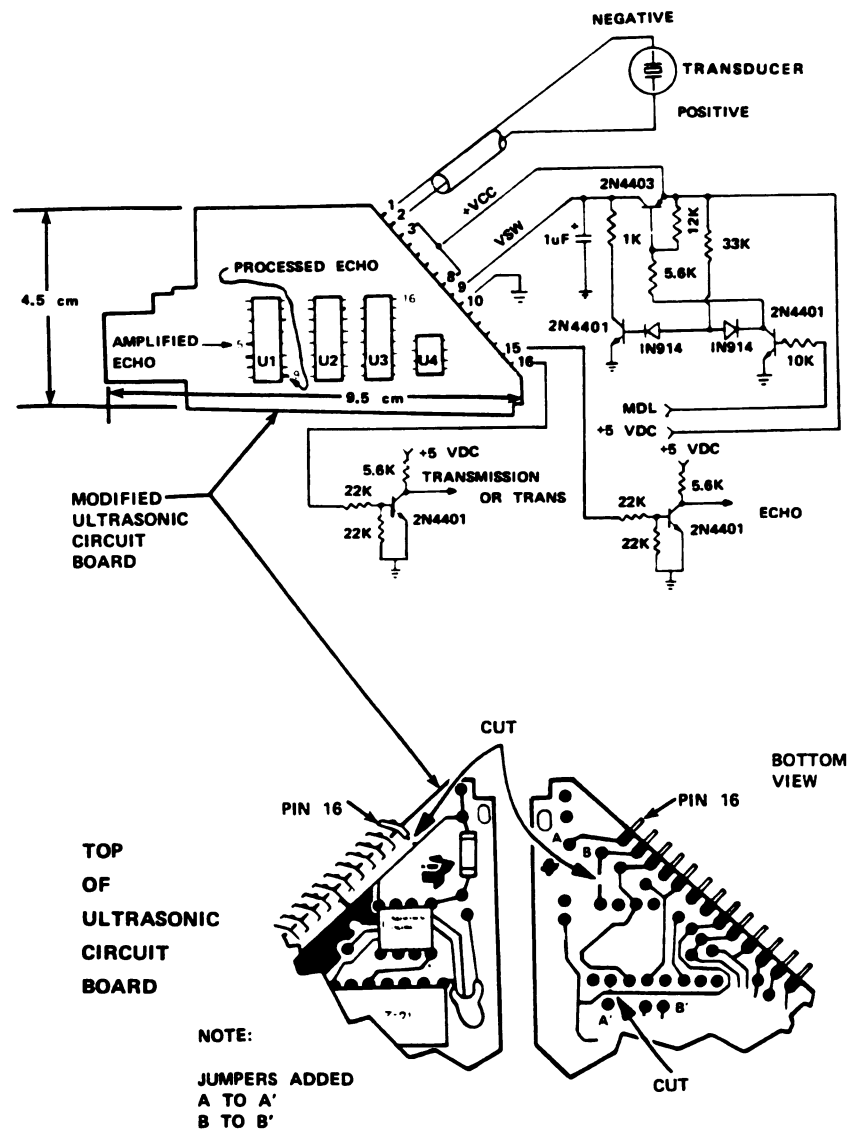 NEGATIVE
TRANSDUCER
POSITIVE
1
2
3
8
9
10
15
16
+VCC
VSW
2N4403
1uF
+
1K
12K
33K
5.6K
2N4401
2N4401
IN914
IN914
10K
4.5 cm
PROCESSED ECHO
16
AMPLIFIED
ECHO
5
U1
U2
U3
U4
9
9.5 cm
MDL
+5 VDC
+5 VDC
5.6K
TRANSMISSION
OR TRANS
22K
22K
2N4401
+5 VDC
5.6K
22K
ECHO
22K
2N4401
MODIFIED
ULTRASONIC
CIRCUIT
BOARD
CUT
BOTTOM
VIEW
PIN 16
PIN 16
A
B
TOP
OF
ULTRASONIC
CIRCUIT
BOARD
A'
B'
CUT
NOTE:
JUMPERS ADDED
A TO A'
B TO B'